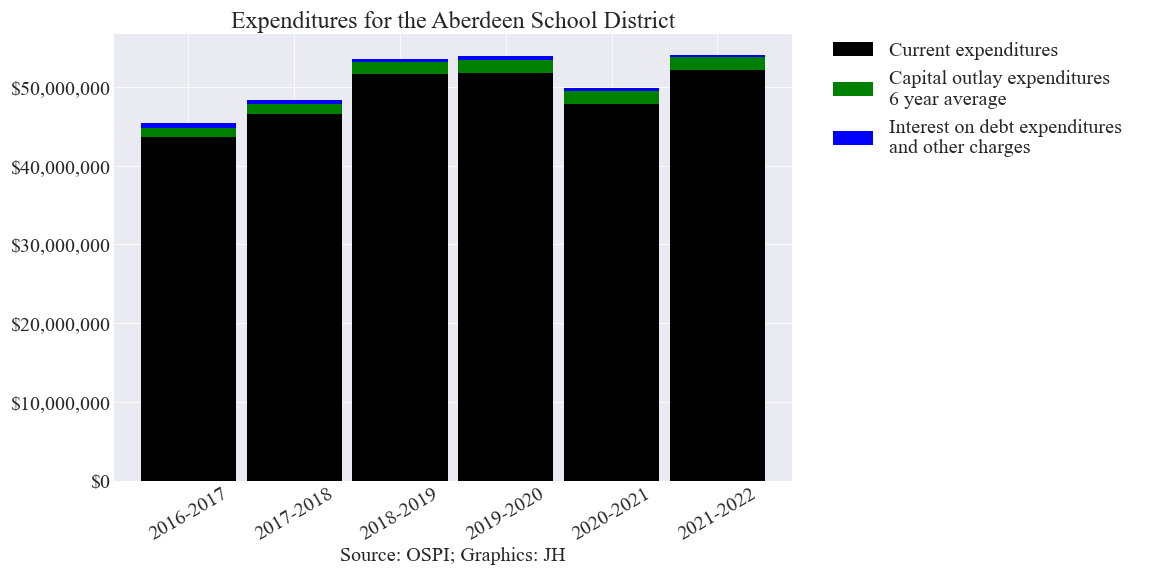 Expenditures for the Aberdeen School District
Current expenditures
Capital outlay expenditures
6 year average
Interest on debt expenditures
and other charges
$50,000,000
$40,000,000
$30,000,000
$20,000,000
$10,000,000
$0
2016-2017
2017-2018
2018-2019
2019-2020
2020-2021
2021-2022
Source: OSPI; Graphics: JH